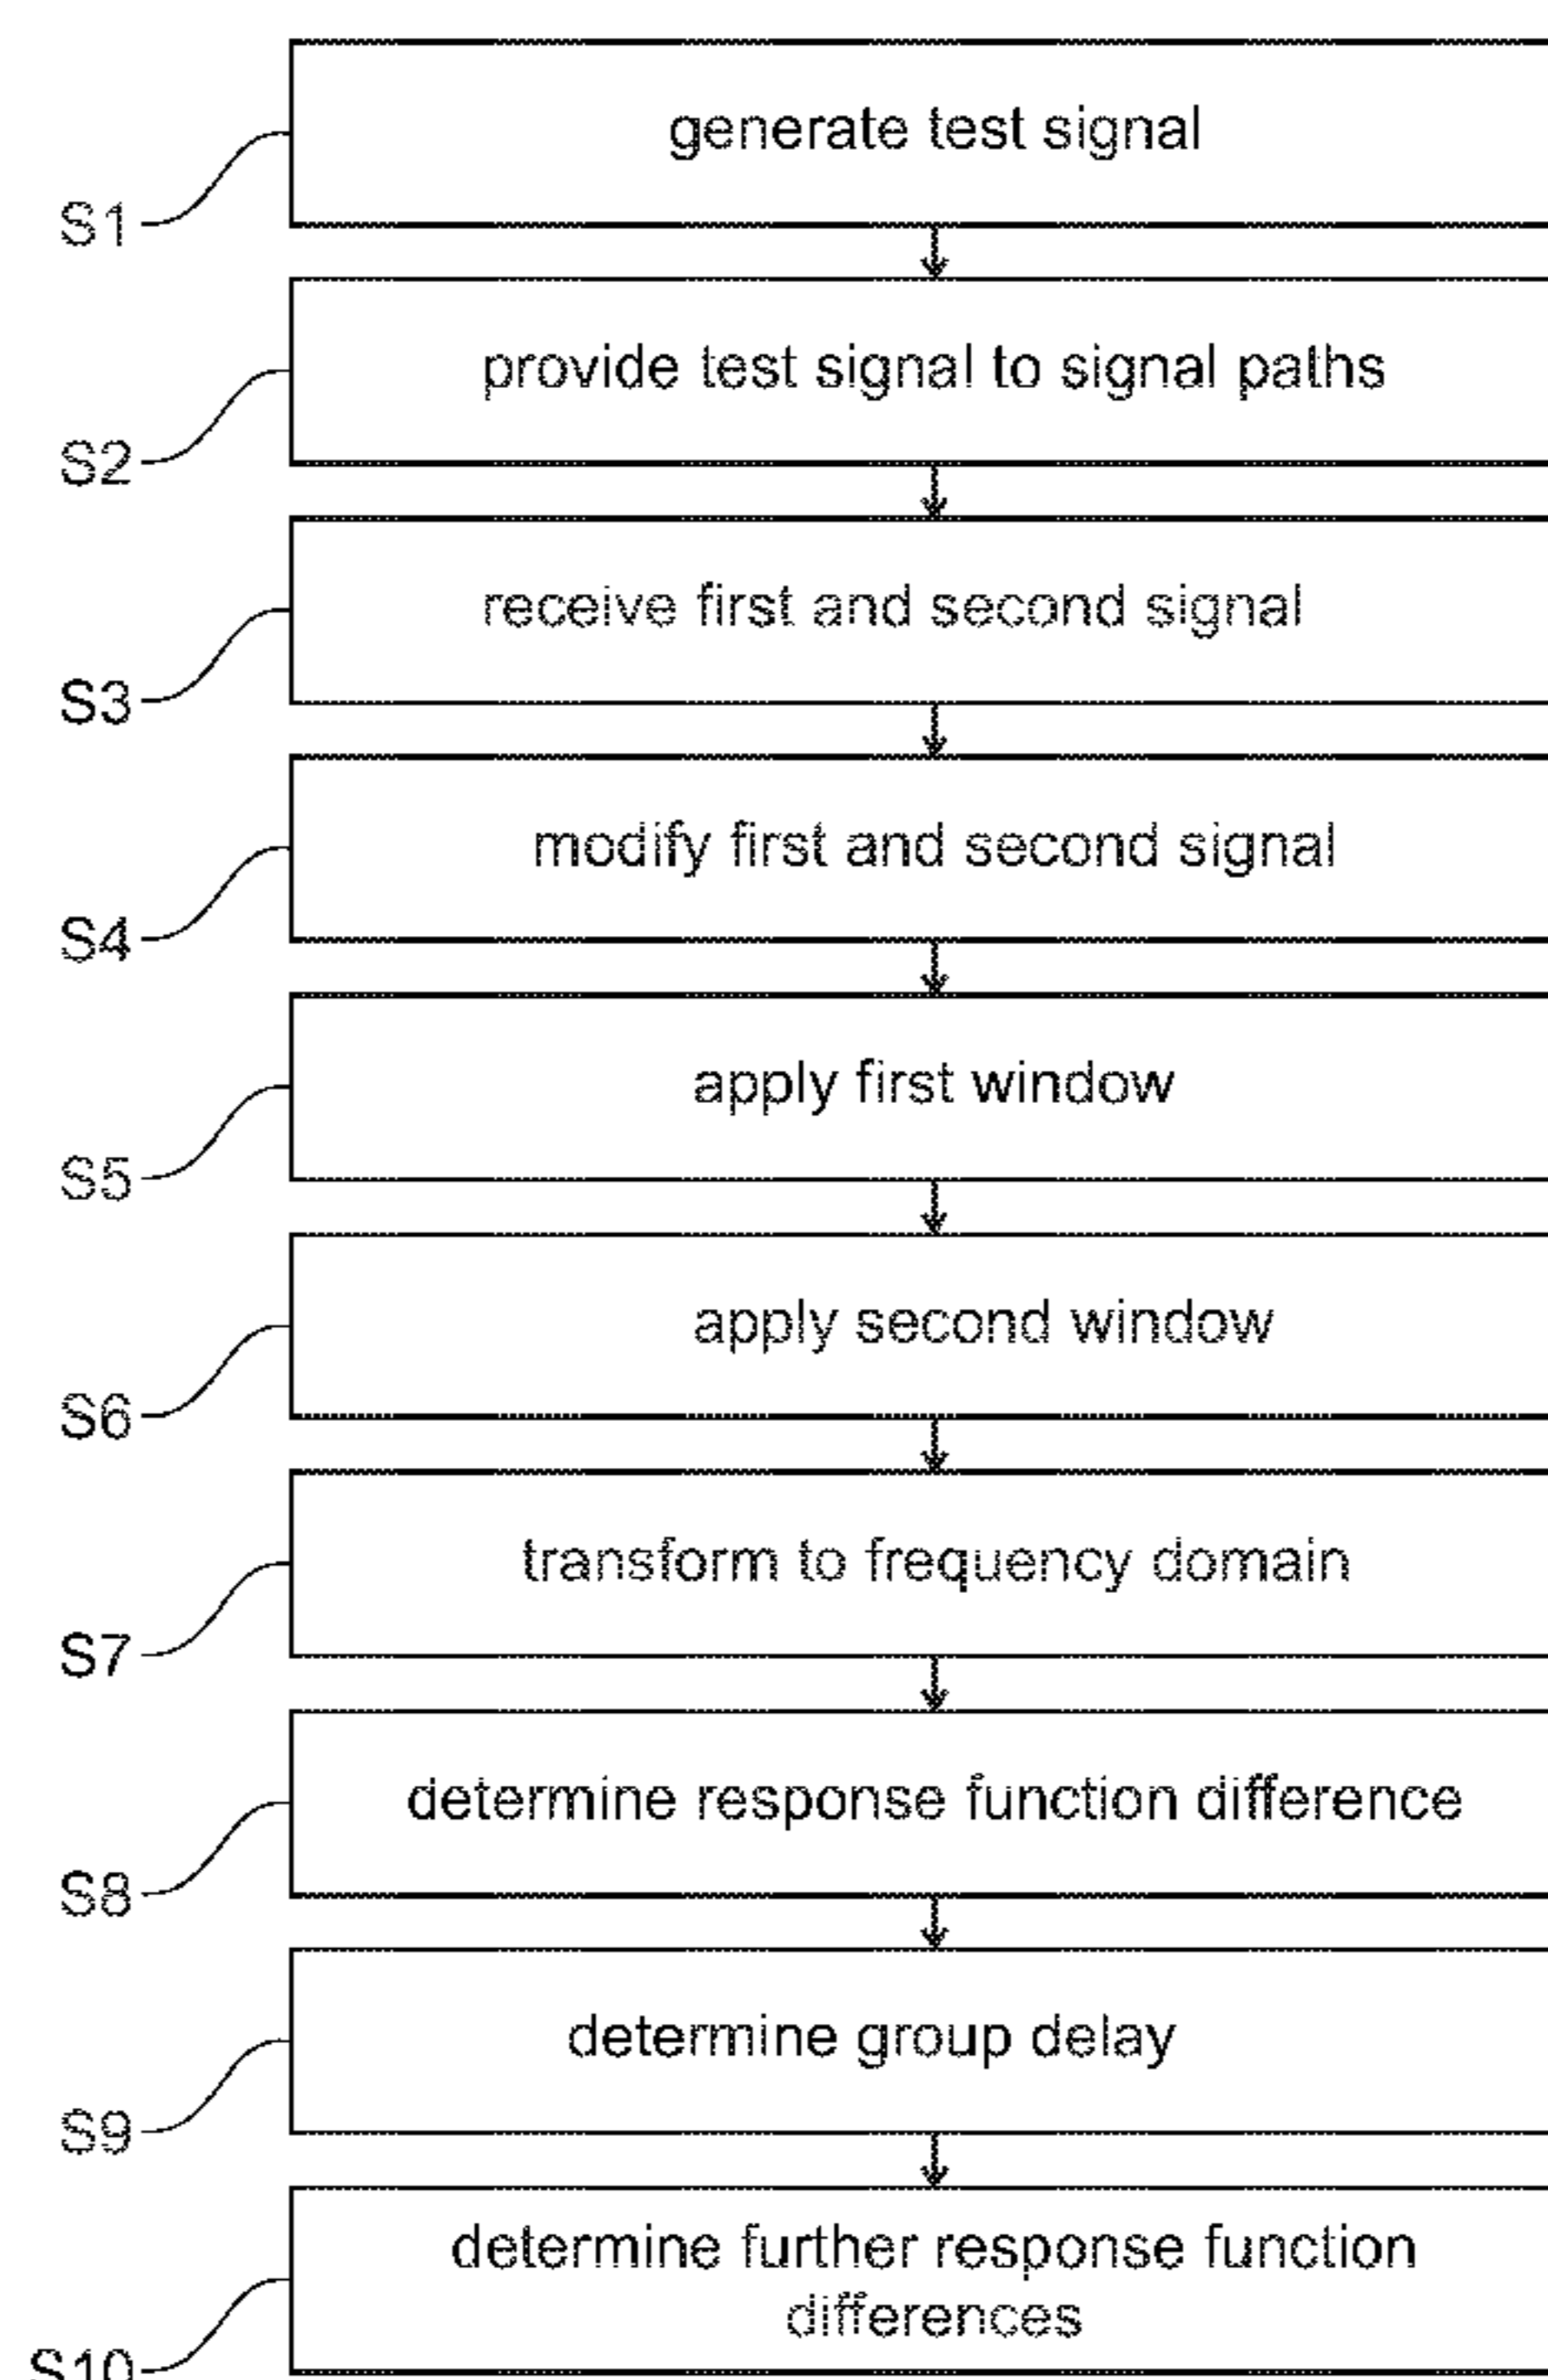 generate test signal
S1
provide test signal to signal paths
S2
receive first and second signal
S3
modify first and second signal
S4
apply first window
S5
apply second window
S6
transform to frequency domain
S7
determine response function difference
S8
determine group delay
S9
determine further response function
differences
S10